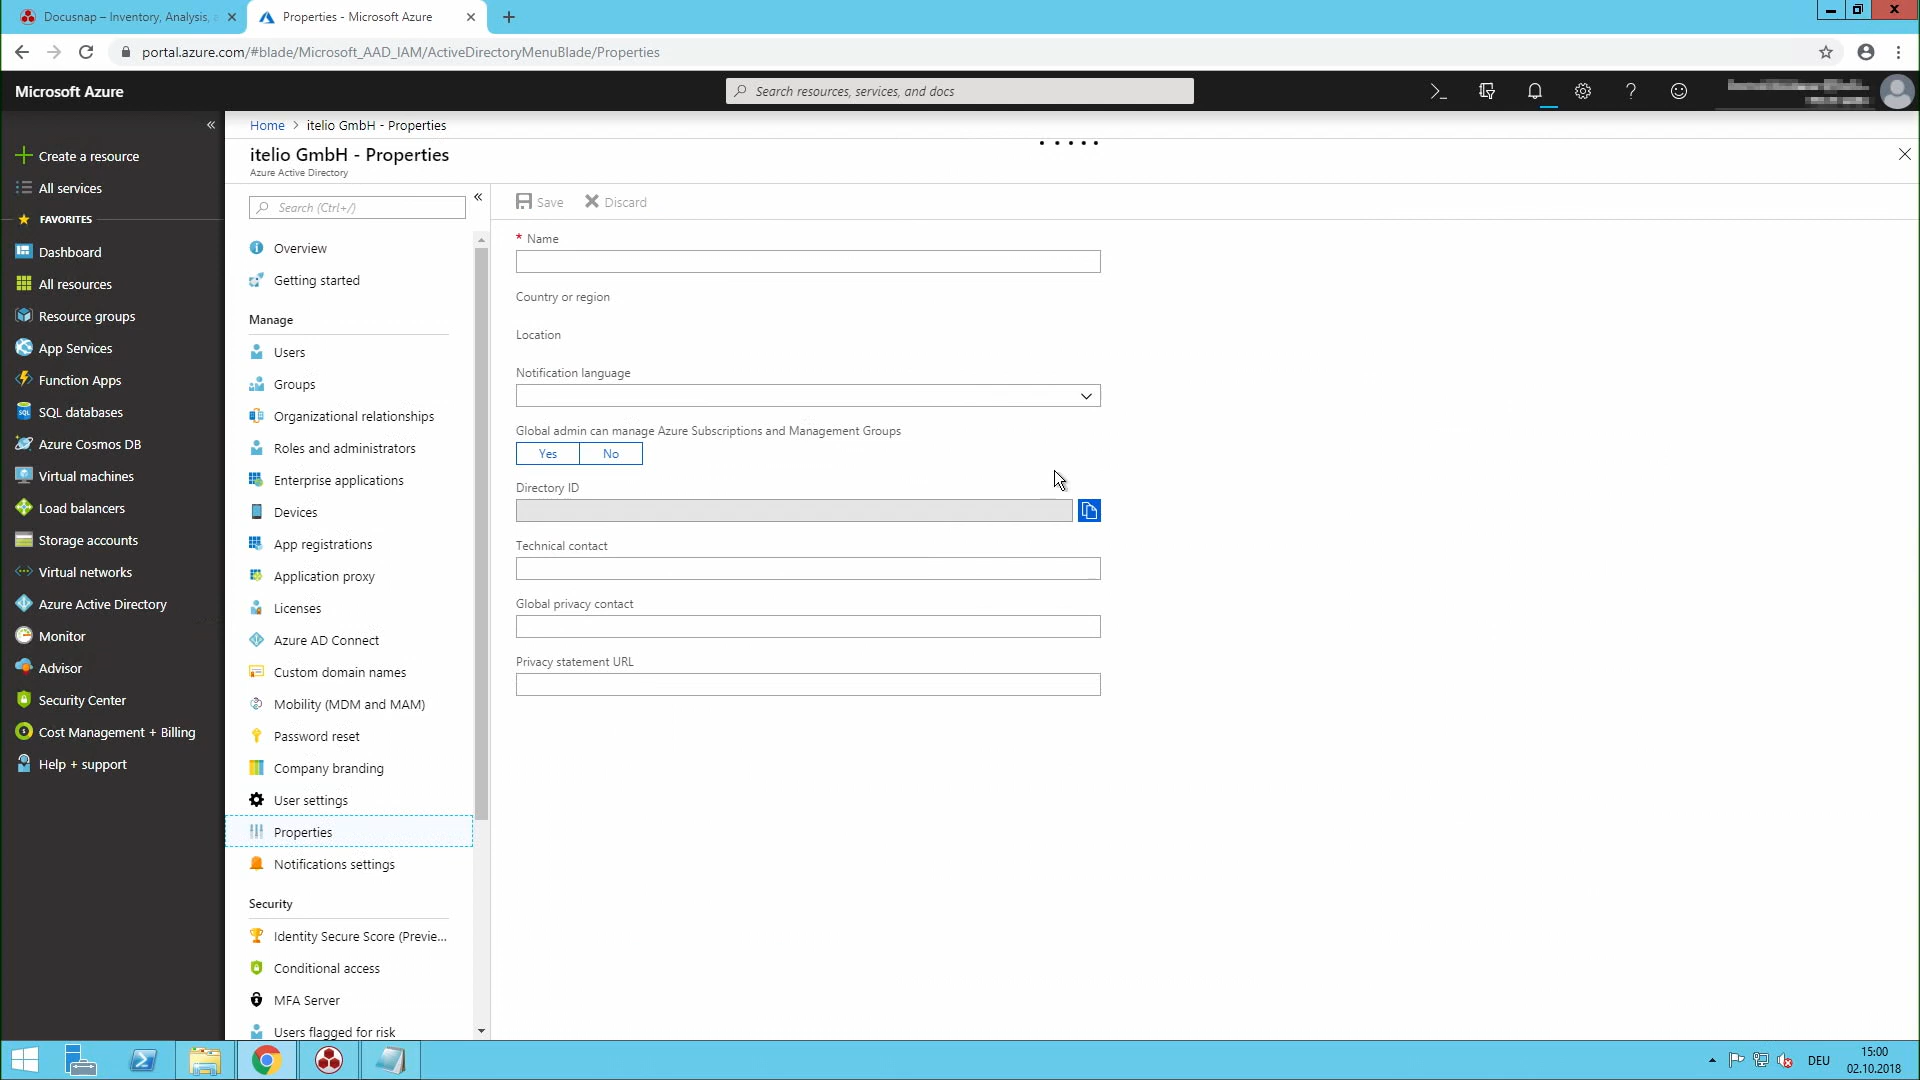 Docusnap – Inventory, Analysis, a
Properties - Microsoft Azure
portal.azure.com/#blade/Microsoft_AAD_IAM/ActiveDirectoryMenuBlade/Properties
Microsoft Azure
Search resources, services, and docs
Home > itelio GmbH - Properties
itelio GmbH - Properties
Azure Active Directory
Create a resource
All services
FAVORITES
Dashboard
All resources
Resource groups
App Services
Function Apps
SQL databases
Azure Cosmos DB
Virtual machines
Load balancers
Storage accounts
Virtual networks
Azure Active Directory
Monitor
Advisor
Security Center
Cost Management + Billing
Help + support
Search (Ctrl+/)
Overview
Getting started
Manage
Users
Groups
Organizational relationships
Roles and administrators
Enterprise applications
Devices
App registrations
Application proxy
Licenses
Azure AD Connect
Custom domain names
Mobility (MDM and MAM)
Password reset
Company branding
User settings
Properties
Notifications settings
Security
Identity Secure Score (Previe...
Conditional access
MFA Server
Users flagged for risk
Save
Discard
* Name
Country or region
Location
Notification language
Global admin can manage Azure Subscriptions and Management Groups
Yes
No
Directory ID
Technical contact
Global privacy contact
Privacy statement URL
DEU
15:00
02.10.2018